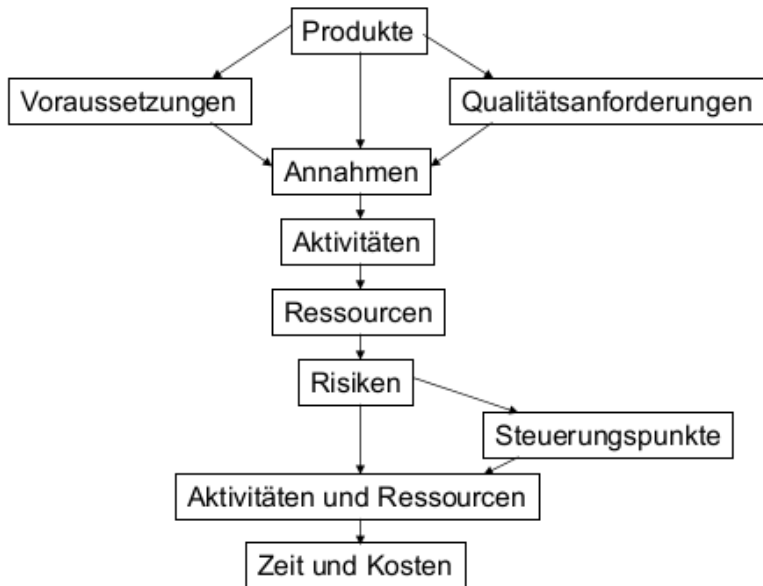 Produkte
Voraussetzungen
Qualitätsanforderungen
Annahmen
Aktivitäten
Ressourcen
Risiken
Steuerungspunkte
Aktivitäten und Ressourcen
Zeit und Kosten